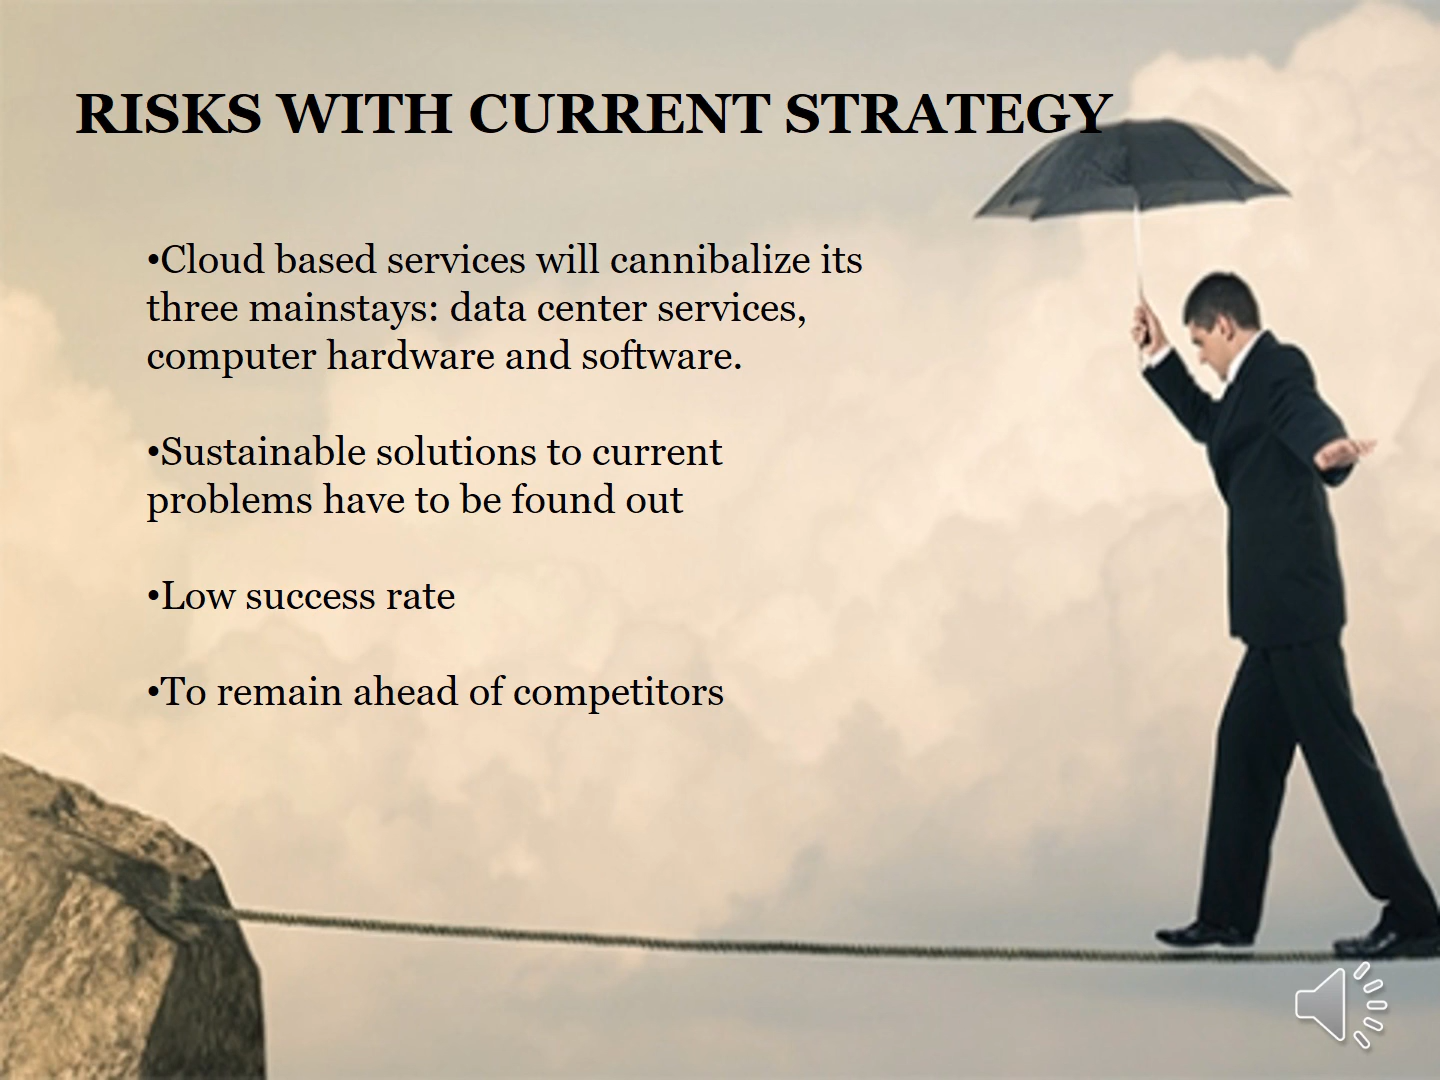 RISKS WITH CURRENT STRATEGY
•Cloud based services will cannibalize its
three mainstays: data center services,
computer hardware and software.
•Sustainable solutions to current
problems have to be found out
•Low success rate
•To remain ahead of competitors